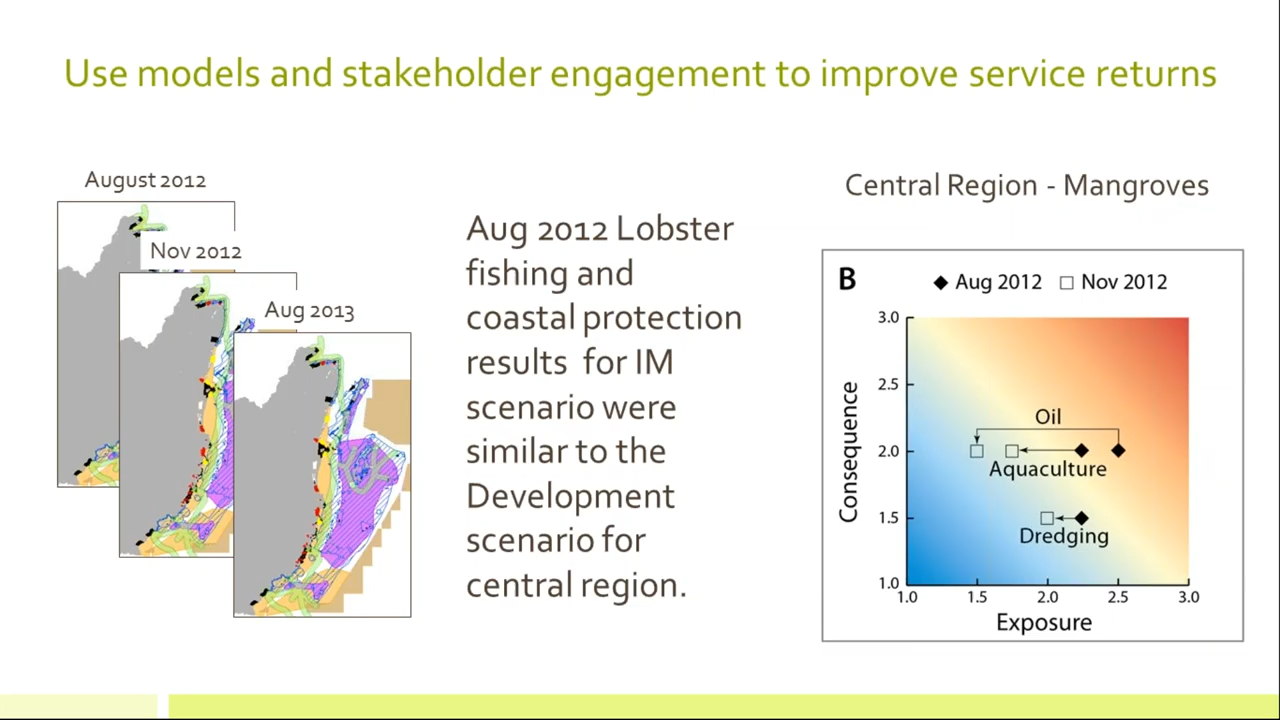 Use models and stakeholder engagement to improve service returns
August 2012
Nov 2012
Aug 2013
Aug 2012 Lobster
fishing and
coastal protection
results for IM
scenario were
similar to the
Development
scenario for
central region.
Central Region - Mangroves
B
Aug 2012
Nov 2012
Consequence
3.0
2.5
2.0
1.5
1.0
Oil
Aquaculture
Dredging
1.0
1.5
2.0
2.5
3.0
Exposure